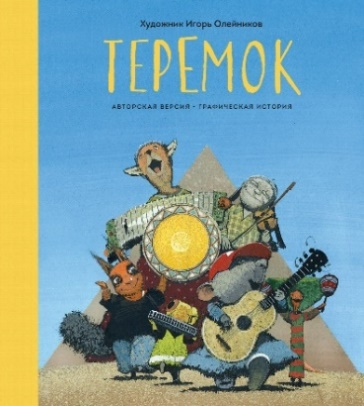 Художник Игорь Олейников
ТЕРЕМОК
АВТОРСКАЯ ВЕРСИЯ • ГРАФИЧЕСКАЯ ИСТОРИЯ